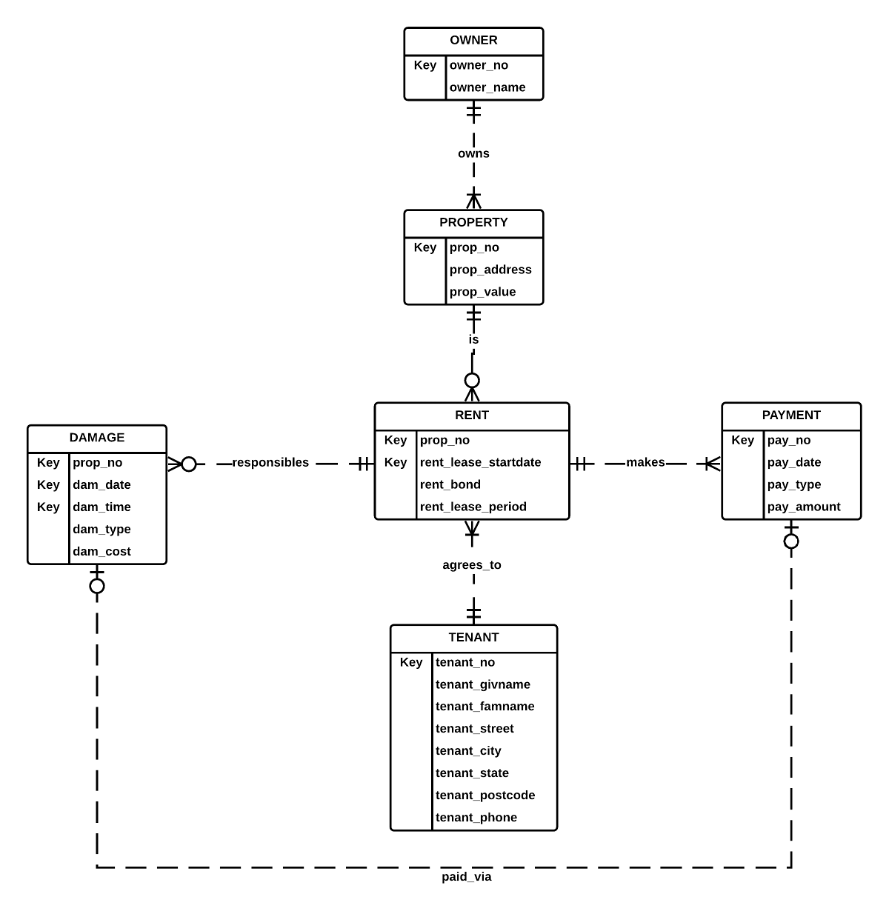 OWNER
Key owner_no
owner_name
owns
PROPERTY
Key prop_no
prop_address
prop_value
is
RENT
Key prop_no
Key rent_lease_startdate
rent_bond
rent_lease_period
PAYMENT
Key pay_no
pay_date
pay_type
pay_amount
DAMAGE
Key prop_no
Key dam_date
Key dam_time
dam_type
dam_cost
responsibles
makes
agrees_to
TENANT
Key tenant_no
tenant_givname
tenant_famname
tenant_street
tenant_city
tenant_state
tenant_postcode
tenant_phone
paid_via